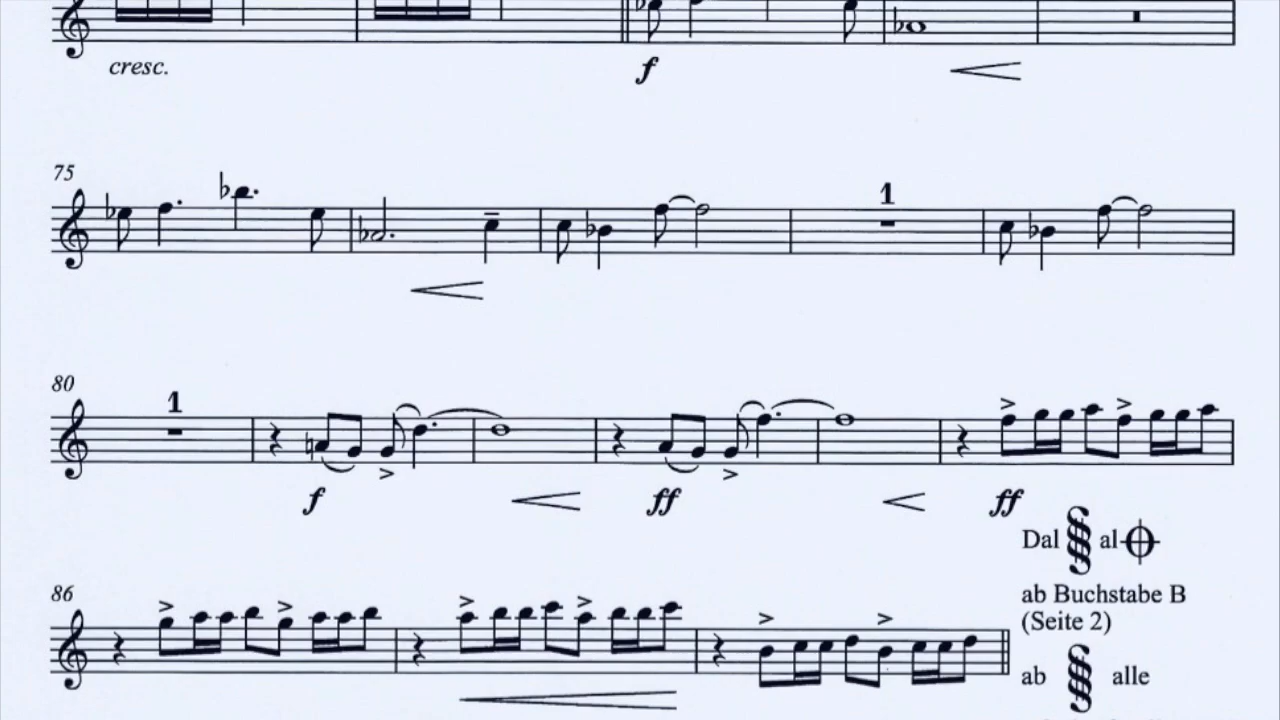 cresc.
f
75
1
80
1
f
ff
ff
Dal al
ab Buchstabe B
(Seite 2)
86
ab alle